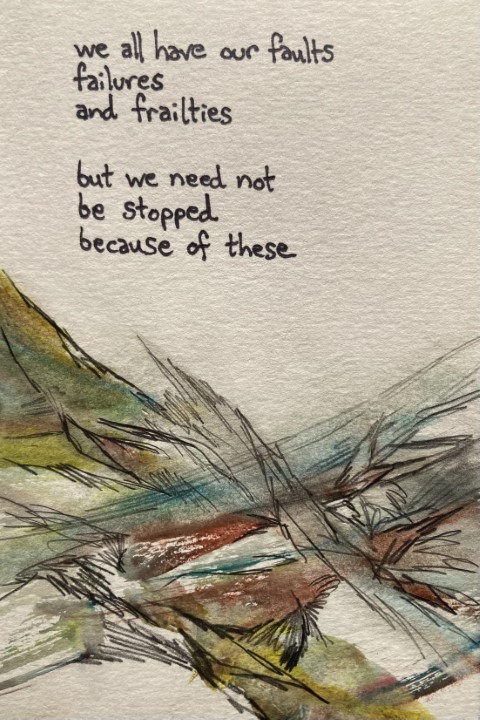 we all have our faults
failures
and frailties
but we need not
be stopped
because of these